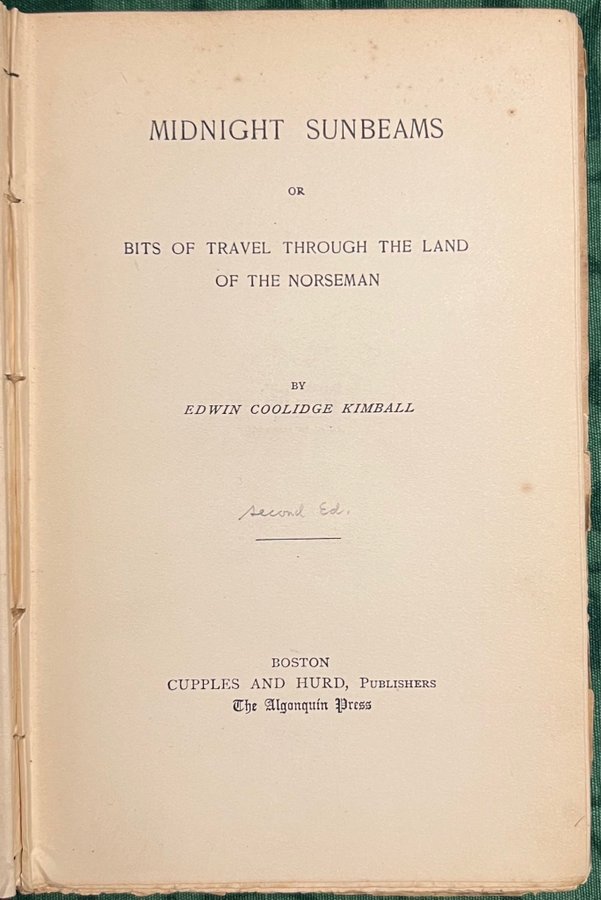 MIDNIGHT SUNBEAMS
OR
BITS OF TRAVEL THROUGH THE LAND
OF THE NORSEMAN
BY
EDWIN COOLIDGE KIMBALL
Second Ed.
BOSTON
CUPPLES AND HURD, PUBLISHERS
The Algonquin Press